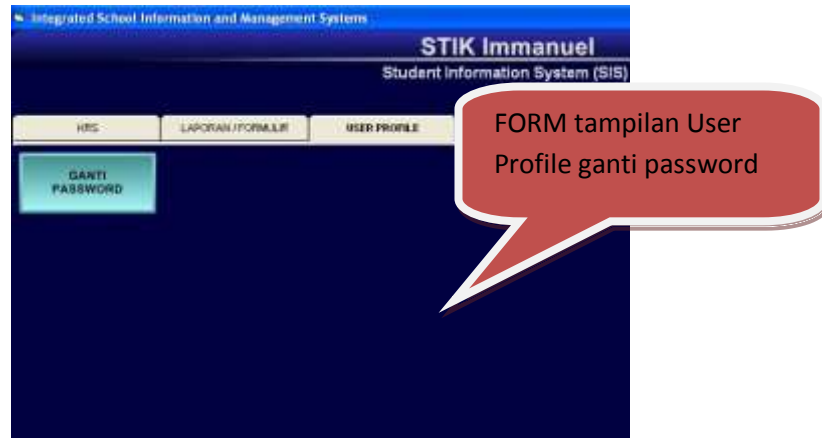 Integrated School Information and Management Systems
STIK Immanuel
Student Information System (SIS)
KRS
LAPORAN / FORMULIR
USER PROFILE
GANTI
PASSWORD
FORM tampilan User
Profile ganti password